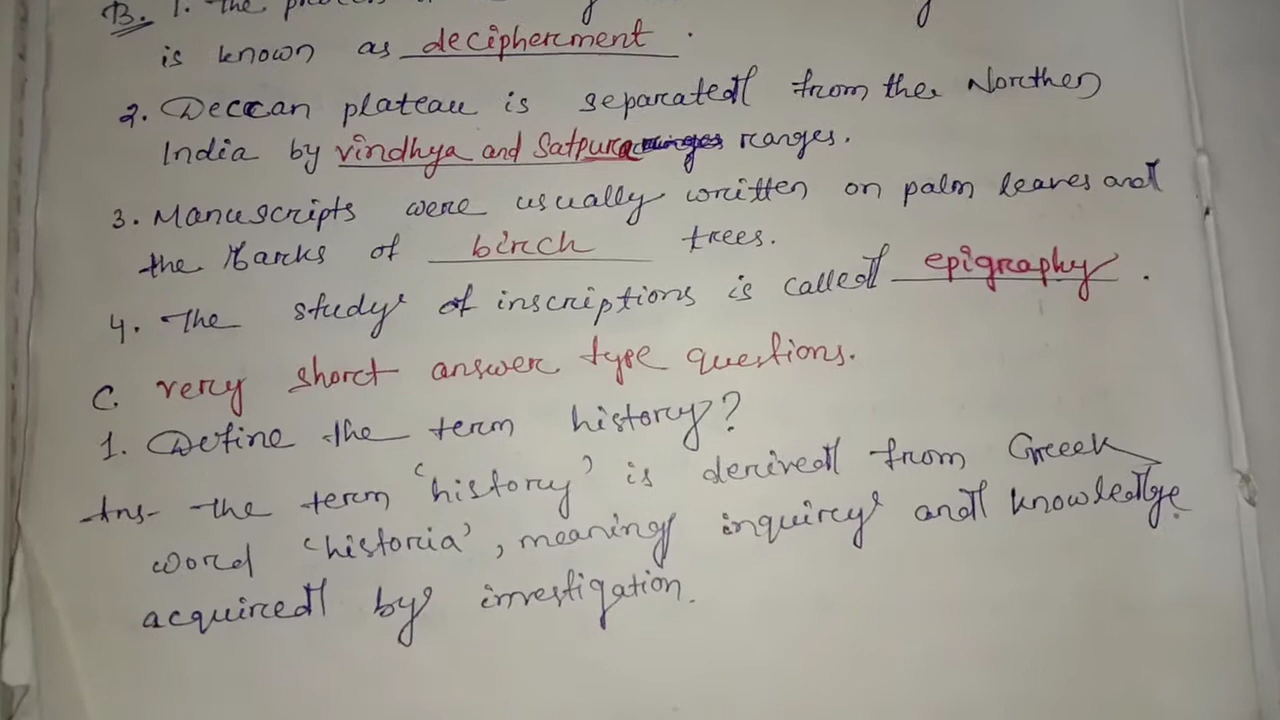 B. 1. The
is known as decipherment.
2. Deccan plateau is separated from the Northen
India by vindhya and Satpura ranges.
3. Manuscripts were usually written on palm leaves and
the barks of birch trees.
4. The study of inscriptions is called epigraphy.
C. very short answer type questions.
1. Define the term history?
Ans- The term 'history' is derived from Greek
word 'historia', meaning inquiry and knowledge
acquired by investigation.